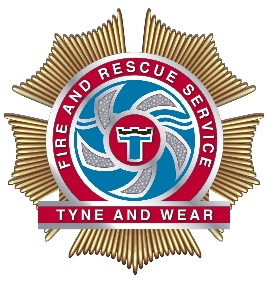 FIRE AND RESCUE SERVICE
T
TYNE AND WEAR